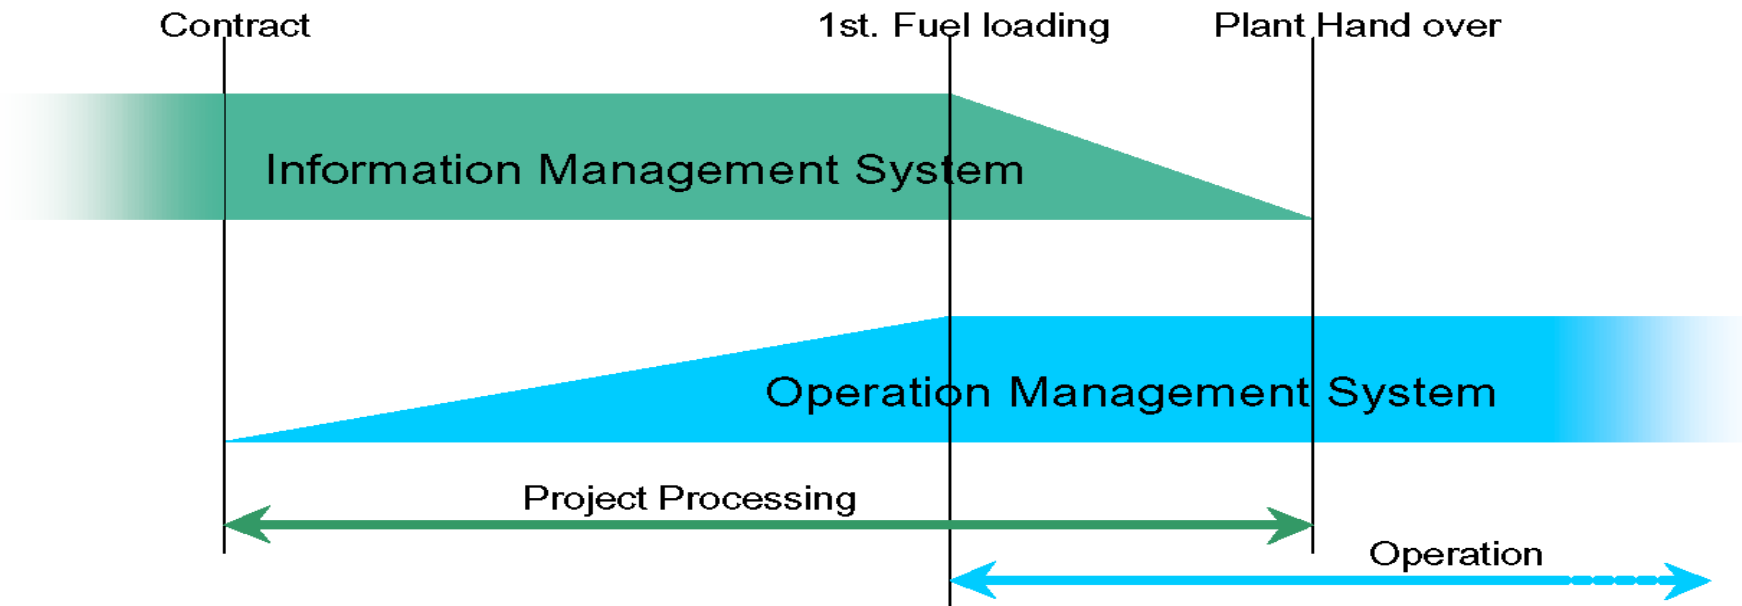 Contract
1st. Fuel loading
Plant Hand over
Information Management System
Operation Management System
Project Processing
Operation